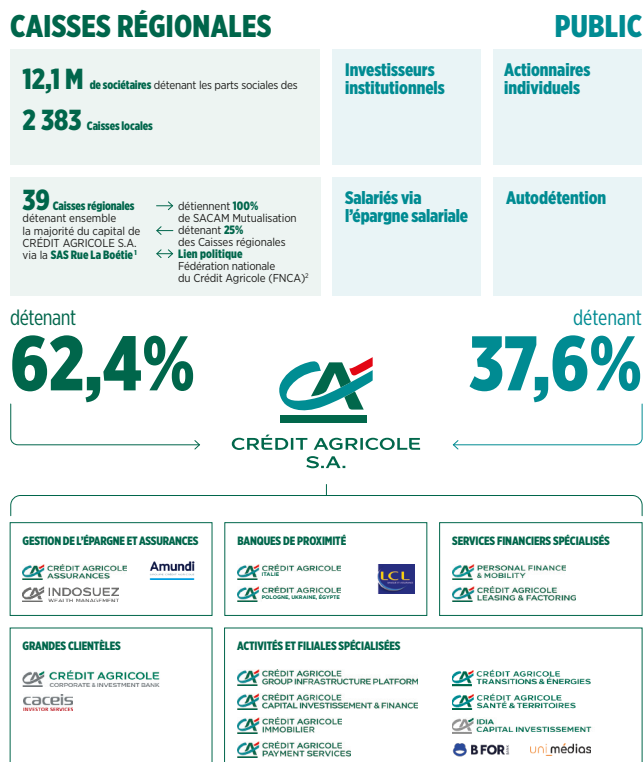 CAISSES RÉGIONALES
PUBLIC
12,1 M de sociétaires détenant les parts sociales des
2 383 Caisses locales
Investisseurs
institutionnels
Actionnaires
individuels
39 Caisses régionales
détenant ensemble
la majorité du capital de
CRÉDIT AGRICOLE S.A.
via la SAS Rue La Boétie¹
→ détiennent 100%
de SACAM Mutualisation
← détenant 25%
des Caisses régionales
↔ Lien politique
Fédération nationale
du Crédit Agricole (FNCA)²
Salariés via
l'épargne salariale
Autodétention
détenant
62,4%
détenant
37,6%
CRÉDIT AGRICOLE
S.A.
GESTION DE L'ÉPARGNE ET ASSURANCES
CRÉDIT AGRICOLE
ASSURANCES
Amundi
INDOSUEZ
WEALTH MANAGEMENT
BANQUES DE PROXIMITÉ
CRÉDIT AGRICOLE
ITALIE
CRÉDIT AGRICOLE
POLOGNE, UKRAINE, ÉGYPTE
LCL
SERVICES FINANCIERS SPÉCIALISÉS
PERSONAL FINANCE
& MOBILITY
CRÉDIT AGRICOLE
LEASING & FACTORING
GRANDES CLIENTÈLES
CRÉDIT AGRICOLE
CORPORATE & INVESTMENT BANK
caceis
INVESTOR SERVICES
ACTIVITÉS ET FILIALES SPÉCIALISÉES
CRÉDIT AGRICOLE
GROUP INFRASTRUCTURE PLATFORM
CRÉDIT AGRICOLE
CAPITAL INVESTISSEMENT & FINANCE
CRÉDIT AGRICOLE
IMMOBILIER
CRÉDIT AGRICOLE
PAYMENT SERVICES
CRÉDIT AGRICOLE
TRANSITIONS & ÉNERGIES
CRÉDIT AGRICOLE
SANTÉ & TERRITOIRES
IDIA
CAPITAL INVESTISSEMENT
B FOR
uni_médias